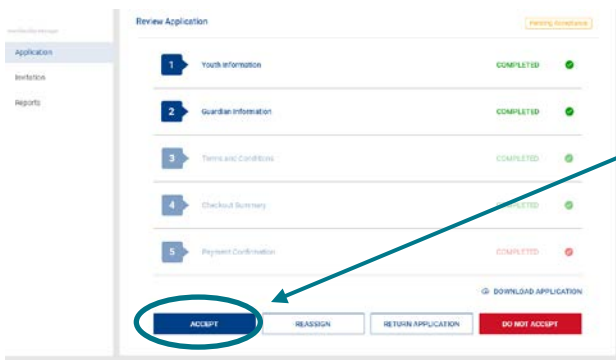 Review Application
Pending Acceptance
Application
Invitation
Reports
1 Youth Information COMPLETED
2 Guardian Information COMPLETED
3 Terms and Conditions COMPLETED
4 Checkout Summary COMPLETED
5 Payment Confirmation COMPLETED
DOWNLOAD APPLICATION
ACCEPT REASSIGN RETURN APPLICATION DO NOT ACCEPT